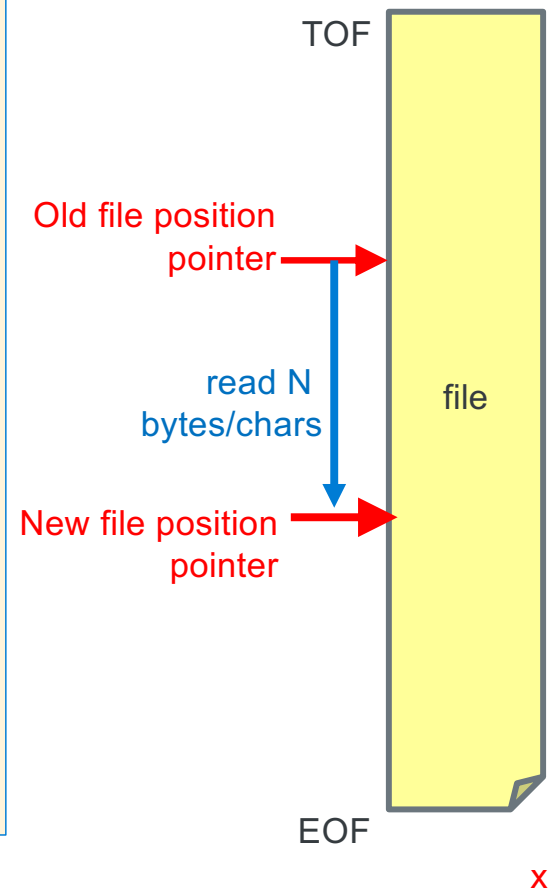 TOF
Old file position
pointer
read N
bytes/chars
file
New file position
pointer
EOF
x